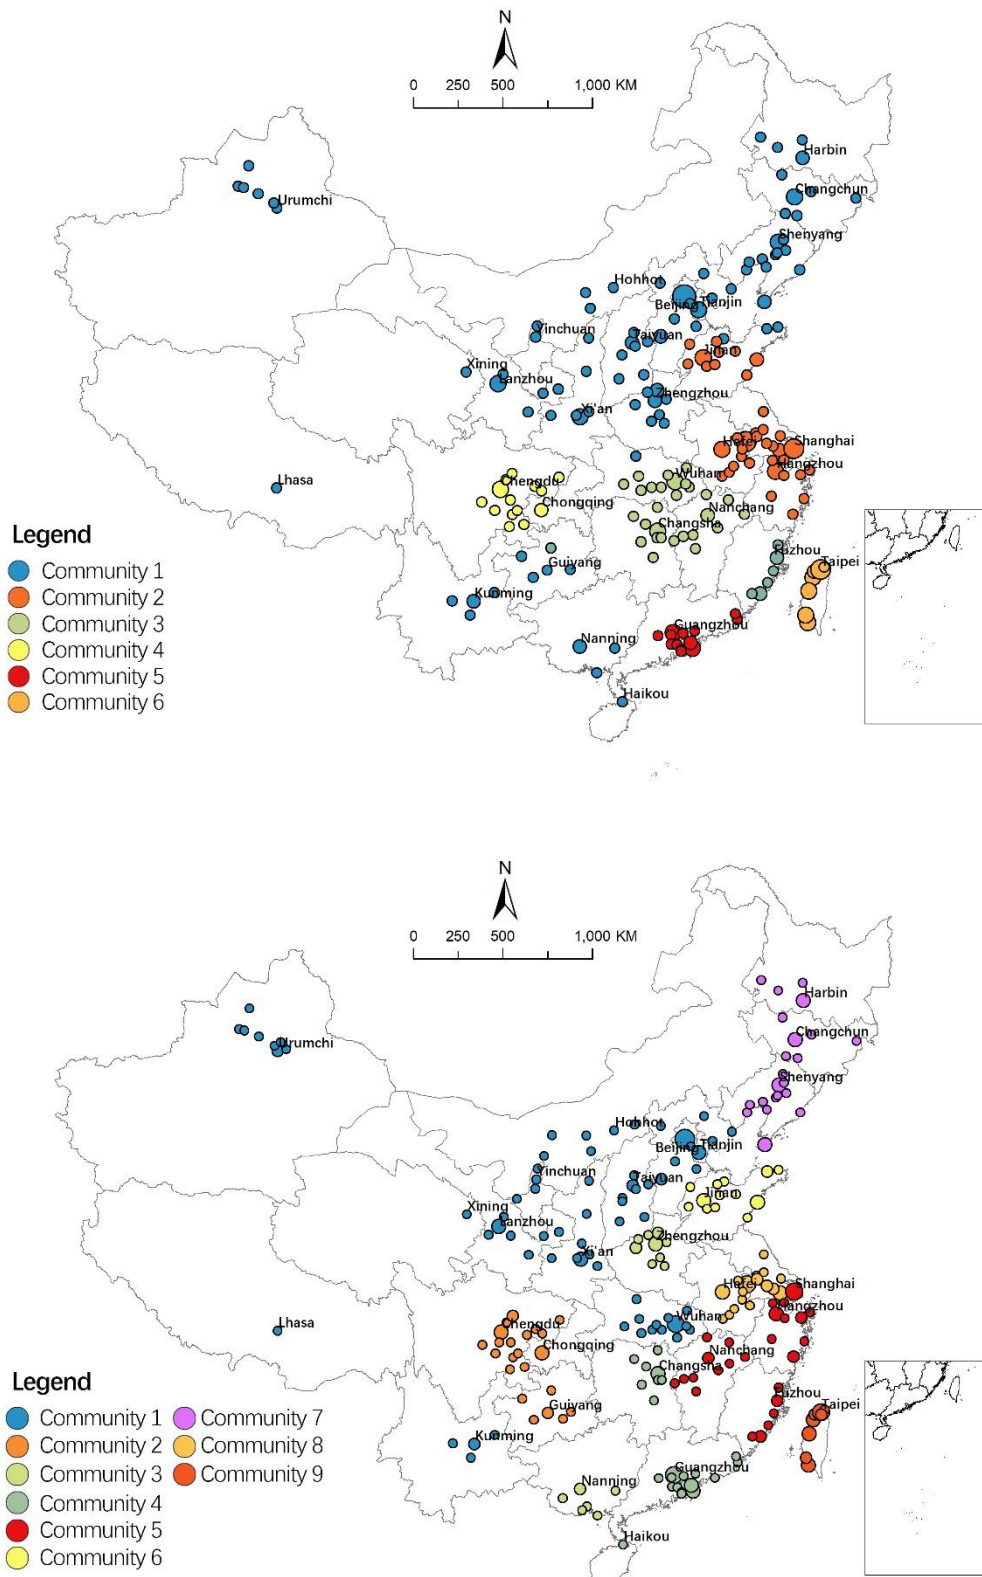 N
0 250 500 1,000 KM
Harbin
Changchun
Urumchi
Shenyang
Hohhot
Beijing Tianjin
Yinchuan
Taiyuan
Jinan
Xining
Lanzhou
Zhengzhou
Xi'an
Hefei Shanghai
Hangzhou
Lhasa
Chengdu
Wuhan
Chongqing
Nanchang
Changsha
Legend
Community 1
Community 2
Community 3
Community 4
Community 5
Community 6
Fuzhou
Taipei
Guiyang
Kunming
Guangzhou
Nanning
Haikou
N
0 250 500 1,000 KM
Harbin
Changchun
Urumchi
Shenyang
Hohhot
Beijing Tianjin
Yinchuan
Taiyuan
Jinan
Xining
Lanzhou
Zhengzhou
Xi'an
Hefei Shanghai
Hangzhou
Lhasa
Chengdu
Wuhan
Chongqing
Nanchang
Changsha
Legend
Community 1 Community 7
Community 2 Community 8
Community 3 Community 9
Community 4
Community 5
Community 6
Fuzhou
Taipei
Guiyang
Kunming
Guangzhou
Nanning
Haikou